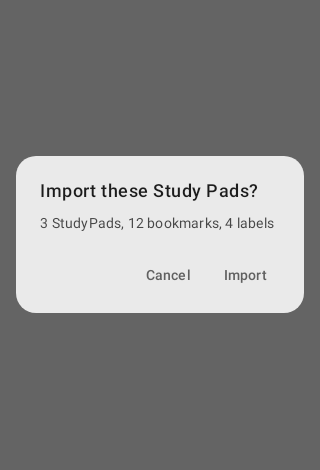 Import these Study Pads?
3 StudyPads, 12 bookmarks, 4 labels
Cancel Import